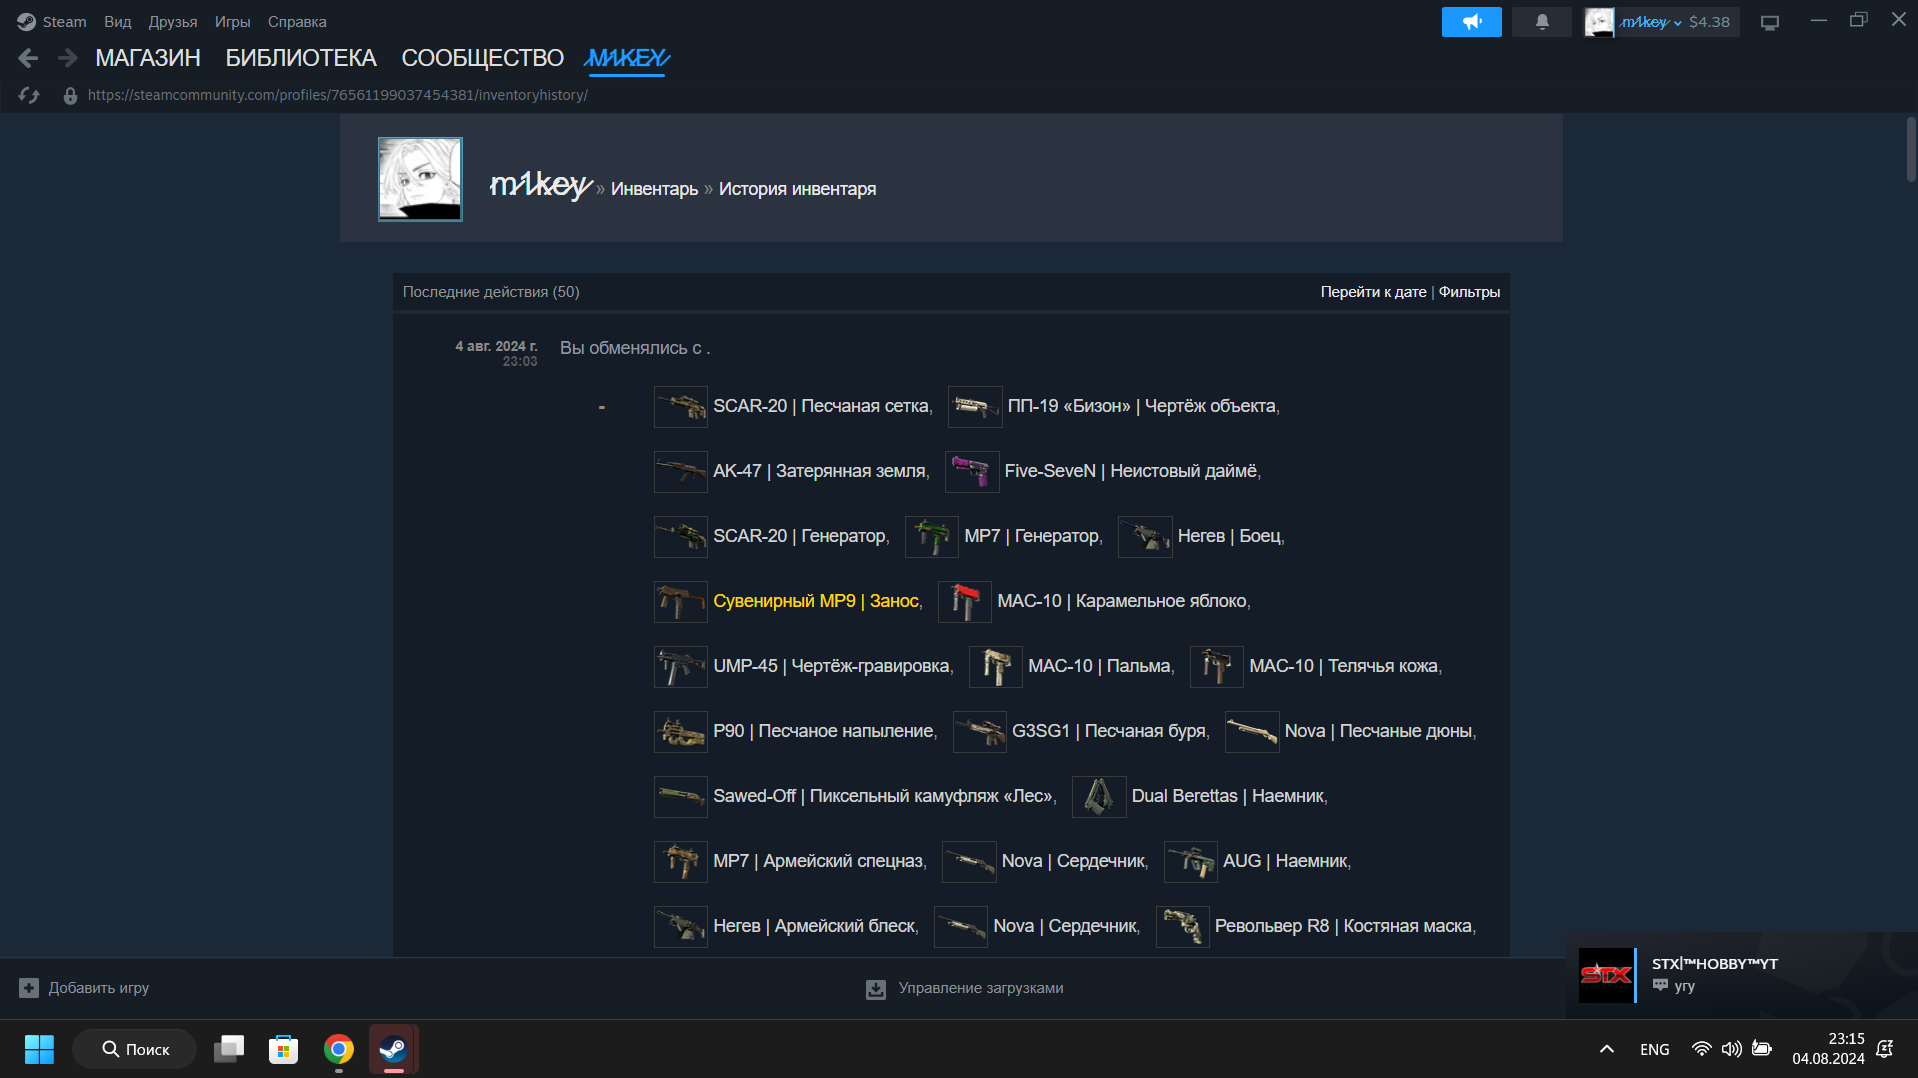 Steam Вид Друзья Игры Справка
m1key $4.38
МАГАЗИН БИБЛИОТЕКА СООБЩЕСТВО M1KEY
https://steamcommunity.com/profiles/76561199037454381/inventoryhistory/
m1key » Инвентарь » История инвентаря
Последние действия (50) Перейти к дате | Фильтры
4 авг. 2024 г. Вы обменялись с .
23:03
- SCAR-20 | Песчаная сетка, ПП-19 «Бизон» | Чертёж объекта,
AK-47 | Затерянная земля, Five-SeveN | Неистовый даймё,
SCAR-20 | Генератор, MP7 | Генератор, Негев | Боец,
Сувенирный MP9 | Занос, MAC-10 | Карамельное яблоко,
UMP-45 | Чертёж-гравировка, MAC-10 | Пальма, MAC-10 | Телячья кожа,
P90 | Песчаное напыление, G3SG1 | Песчаная буря, Nova | Песчаные дюны,
Sawed-Off | Пиксельный камуфляж «Лес», Dual Berettas | Наемник,
MP7 | Армейский спецназ, Nova | Сердечник, AUG | Наемник,
Негев | Армейский блеск, Nova | Сердечник, Револьвер R8 | Костяная маска,
STX
STX|™HOBBY™YT
угу
Добавить игру Управление загрузками
Поиск
ENG
23:15
04.08.2024